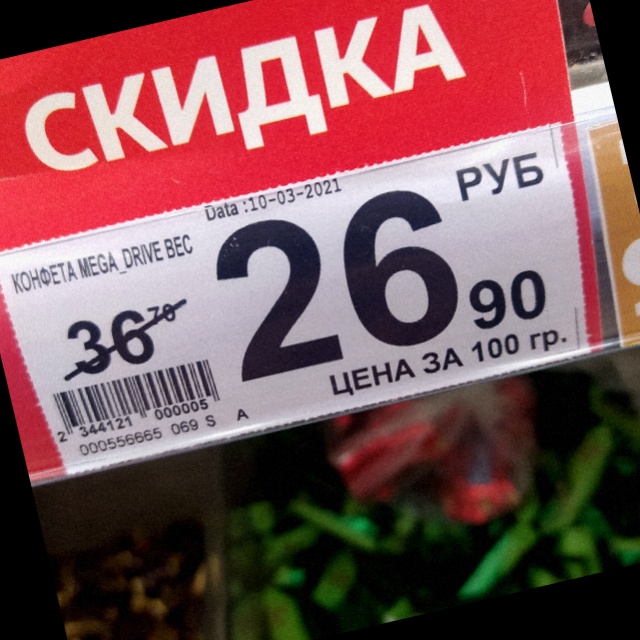 СКИДКА
Data :10-03-2021
РУБ
КОНФЕТА MEGA_DRIVE ВЕС
26
90
36 70
ЦЕНА ЗА 100 гр.
2 344121 000005
000556665 069 S A